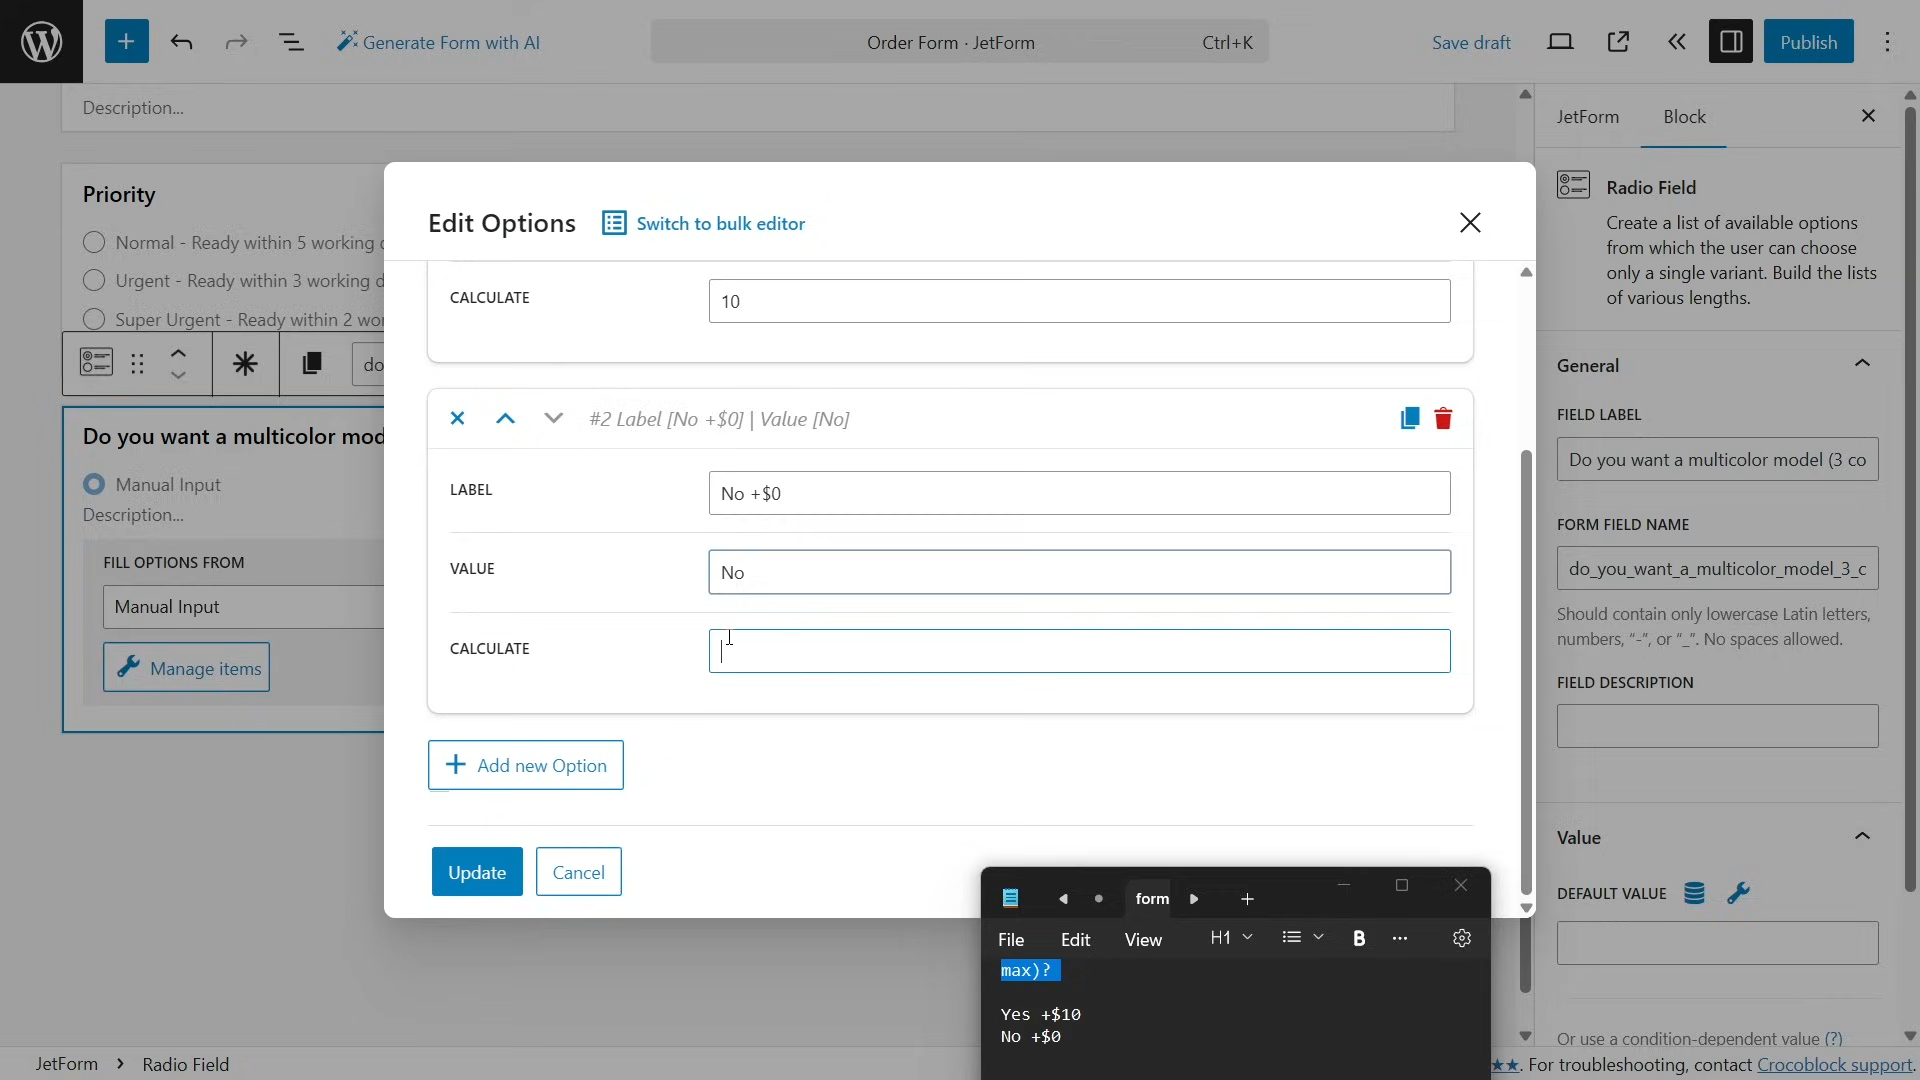 Generate Form with AI
Order Form · JetForm
Ctrl+K
Save draft
Publish
Description...
Priority
Normal - Ready within 5 working
Urgent - Ready within 3 working d
Super Urgent - Ready within 2 wor
do
Do you want a multicolor mod
Manual Input
Description...
FILL OPTIONS FROM
Manual Input
Manage items
Edit Options
Switch to bulk editor
CALCULATE
10
#2 Label [No +$0] | Value [No]
LABEL
No +$0
VALUE
No
CALCULATE
Add new Option
Update
Cancel
form
File
Edit
View
H1
B
max)?
Yes +$10
No +$0
JetForm
Block
Radio Field
Create a list of available options
from which the user can choose
only a single variant. Build the lists
of various lengths.
General
FIELD LABEL
Do you want a multicolor model (3 co
FORM FIELD NAME
do_you_want_a_multicolor_model_3_c
Should contain only lowercase Latin letters,
numbers, “-”, or “_”. No spaces allowed.
FIELD DESCRIPTION
Value
DEFAULT VALUE
Or use a condition-dependent value (?)
JetForm
Radio Field
★★. For troubleshooting, contact Crocoblock support.